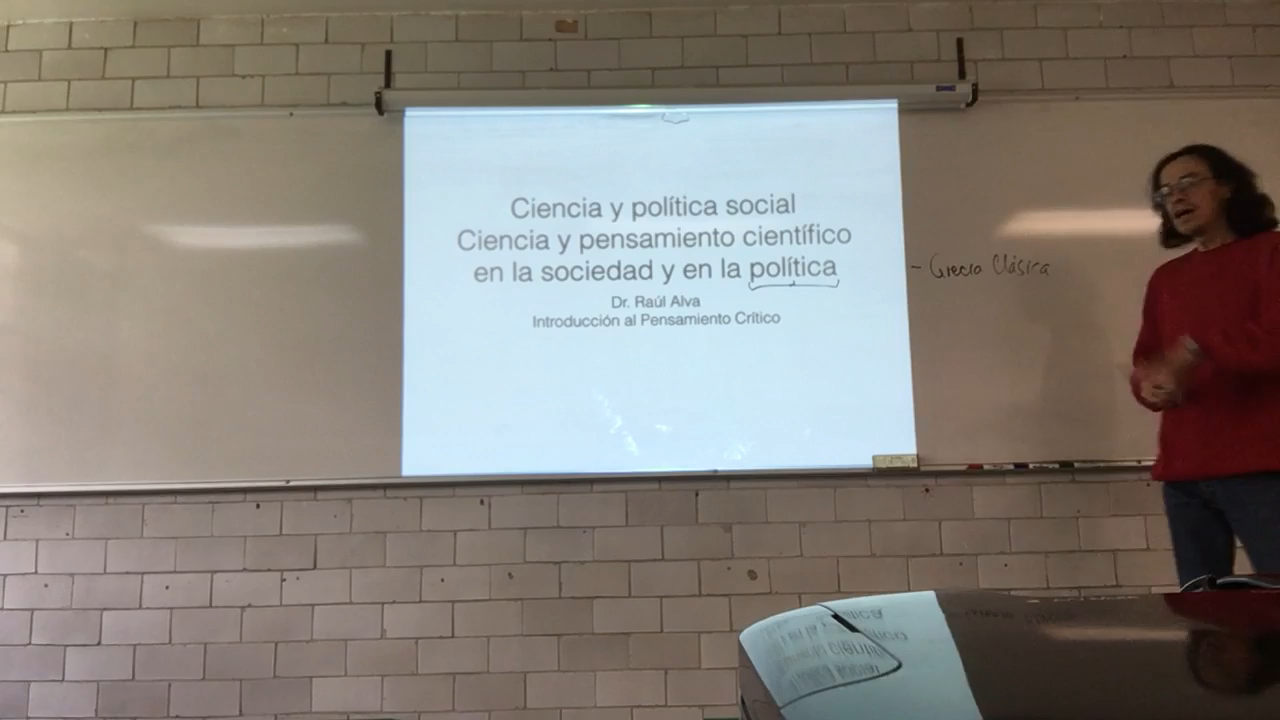 Ciencia y política social
Ciencia y pensamiento científico
en la sociedad y en la política
Dr. Raúl Alva
Introducción al Pensamiento Crítico
- Grecia Clásica